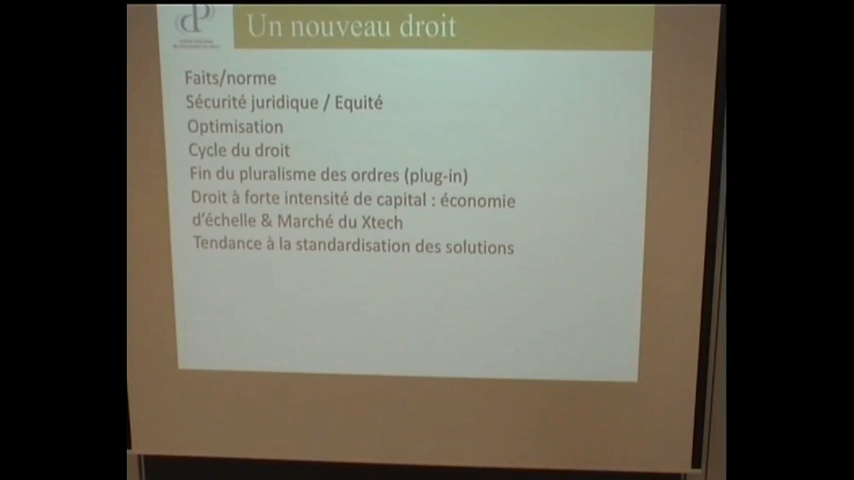 Un nouveau droit
Faits/norme
Sécurité juridique / Equité
Optimisation
Cycle du droit
Fin du pluralisme des ordres (plug-in)
Droit à forte intensité de capital : économie
d'échelle & Marché du Xtech
Tendance à la standardisation des solutions